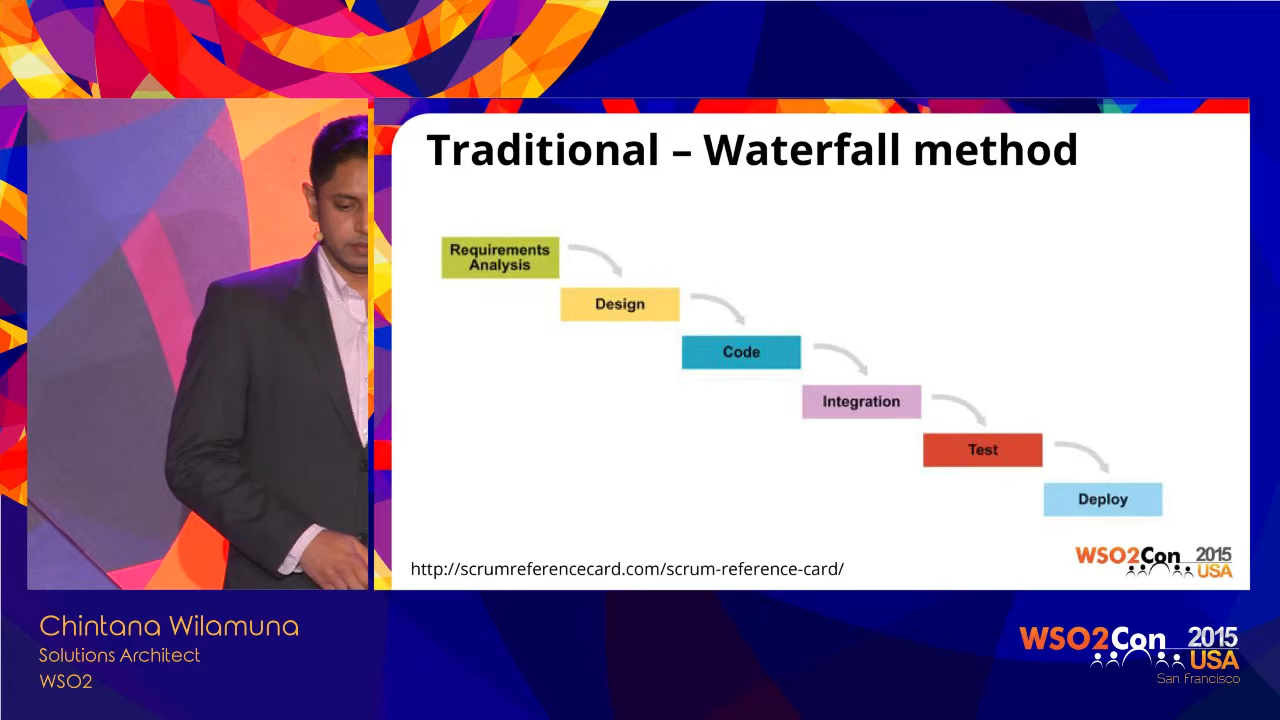 Traditional – Waterfall method
Requirements
Analysis
Design
Code
Integration
Test
Deploy
http://scrumreferencecard.com/scrum-reference-card/
WSO2Con 2015
USA
Chintana Wilamuna
Solutions Architect
WSO2
WSO2Con 2015
USA
San Francisco